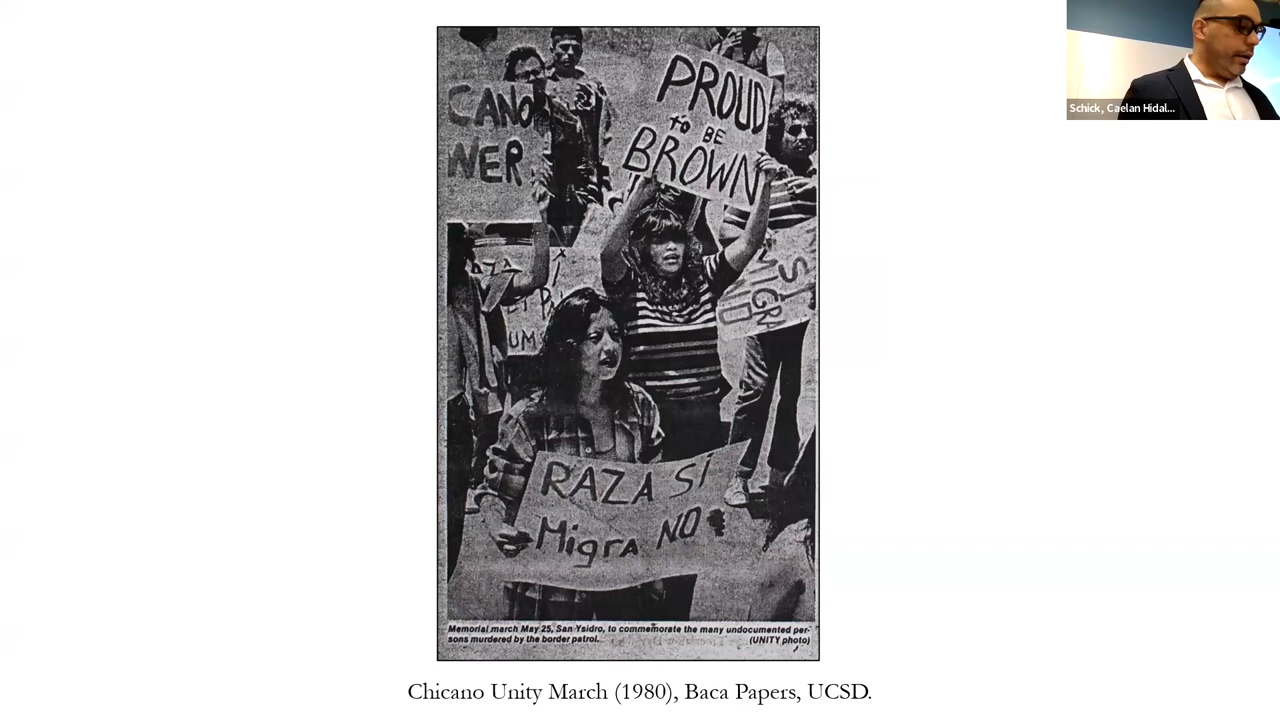 PROUD
to BE
BROWN
CANO
NER
RAZA SÍ
Migra NO
Memorial march May 25, San Ysidro, to commemorate the many undocumented per-
sons murdered by the border patrol. (UNITY photo)
Chicano Unity March (1980), Baca Papers, UCSD.
Schick, Caelan Hidal...